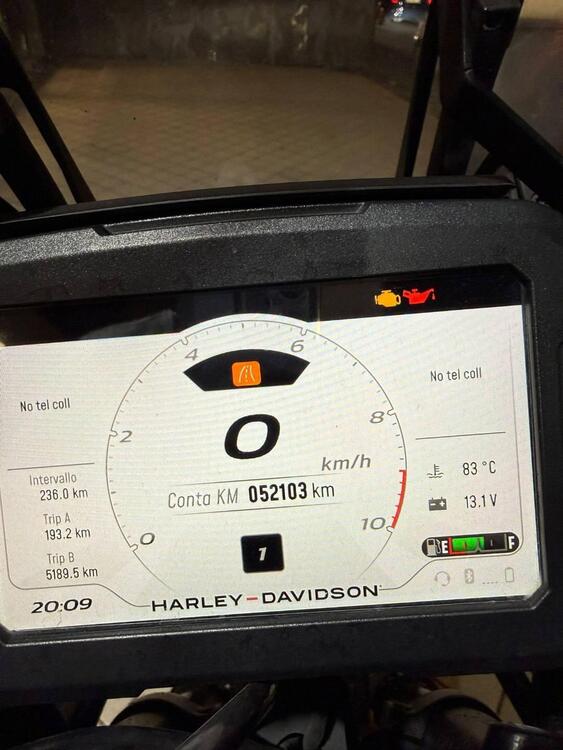 4
6
No tel coll
No tel coll
2
0
8
km/h
Intervallo
236.0 km
Conta KM 052103 km
83 °C
Trip A
193.2 km
13.1 V
0
10
1
Trip B
5189.5 km
E F
20:09
HARLEY-DAVIDSON